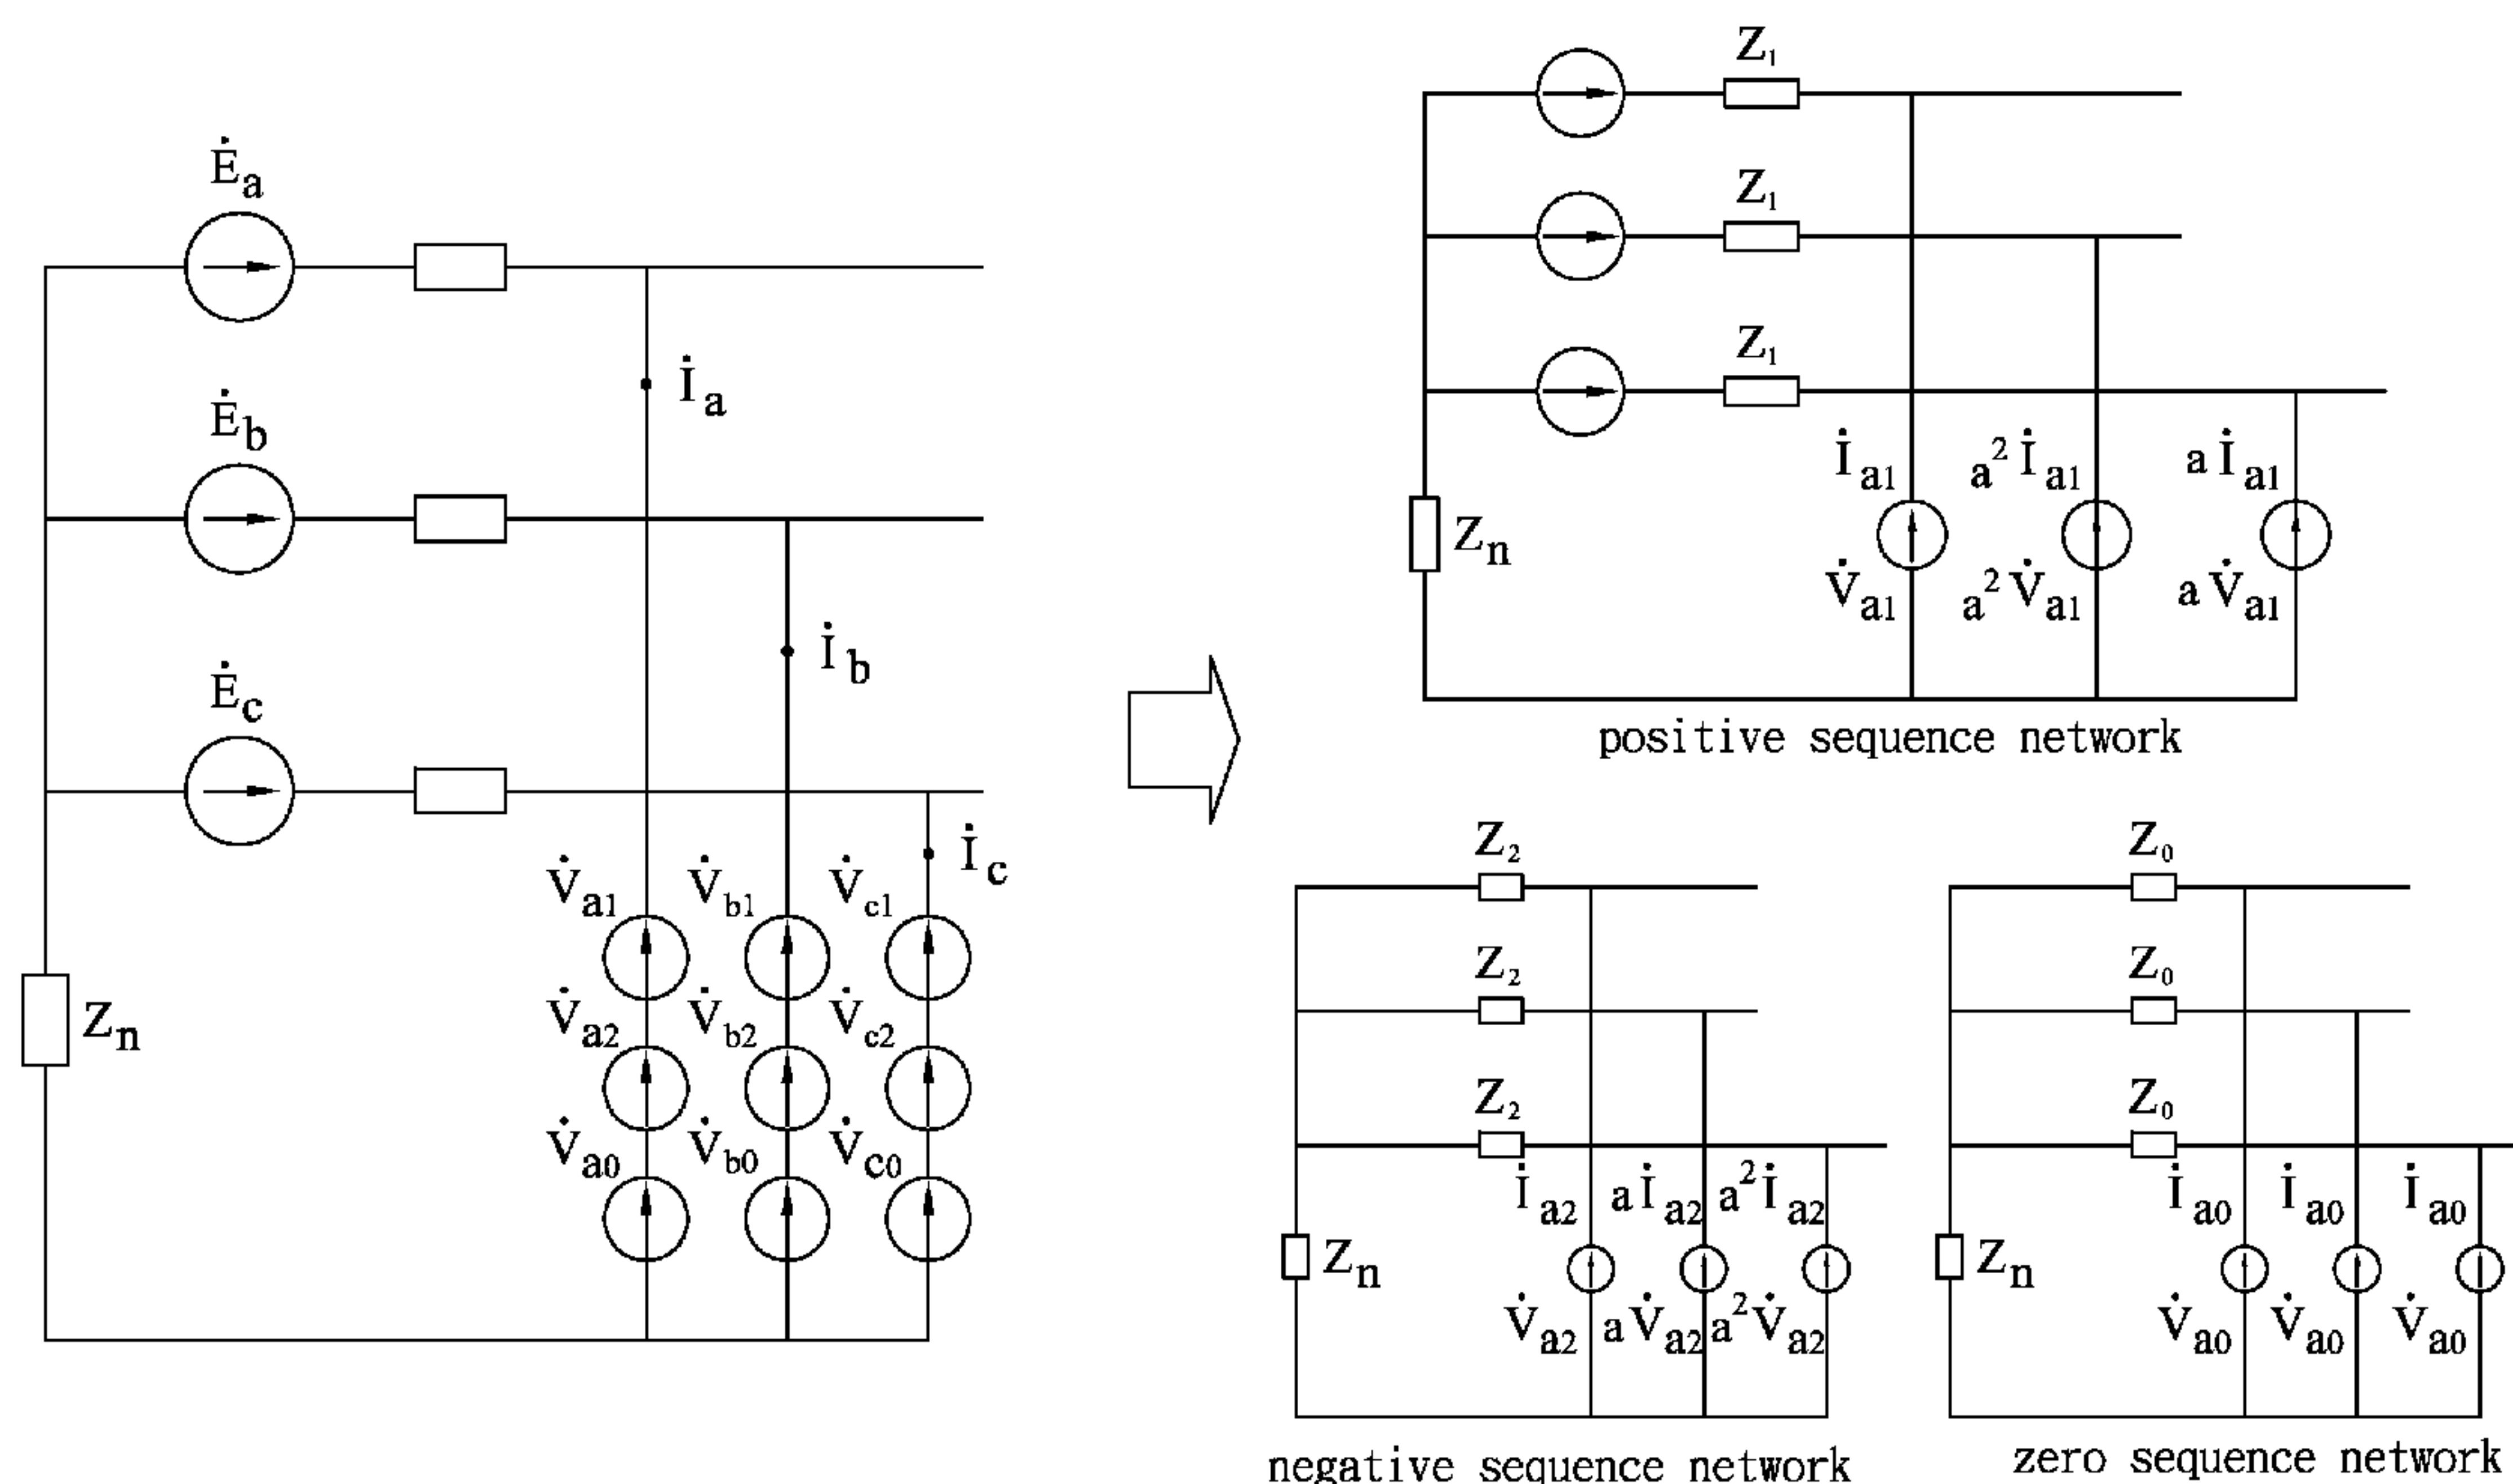 Ėa
İa
Ėb
İb
Ėc
İc
V̇a1 V̇b1 V̇c1
V̇a2 V̇b2 V̇c2
V̇a0 V̇b0 V̇c0
Zn
Z1
Z1
Z1
İa1 a²İa1 aİa1
Zn
V̇a1 a²V̇a1 aV̇a1
positive sequence network
Z2
Z2
Z2
İa2 aİa2 a²İa2
Zn
V̇a2 aV̇a2 a²V̇a2
negative sequence network
Z0
Z0
Z0
İa0 İa0 İa0
Zn
V̇a0 V̇a0 V̇a0
zero sequence network